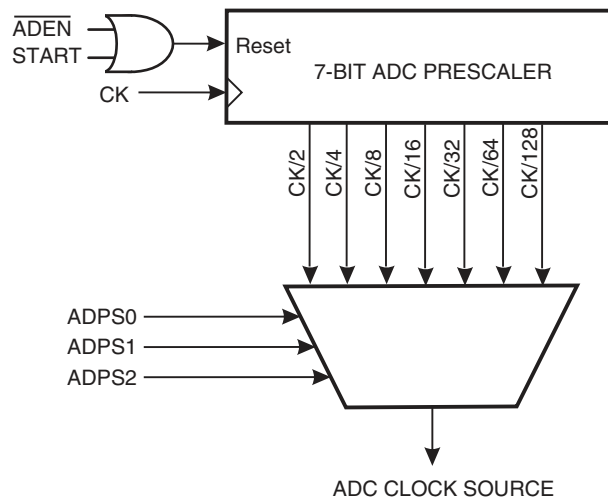 ADEN
START
Reset
7-BIT ADC PRESCALER
CK
CK/2
CK/4
CK/8
CK/16
CK/32
CK/64
CK/128
ADPS0
ADPS1
ADPS2
ADC CLOCK SOURCE